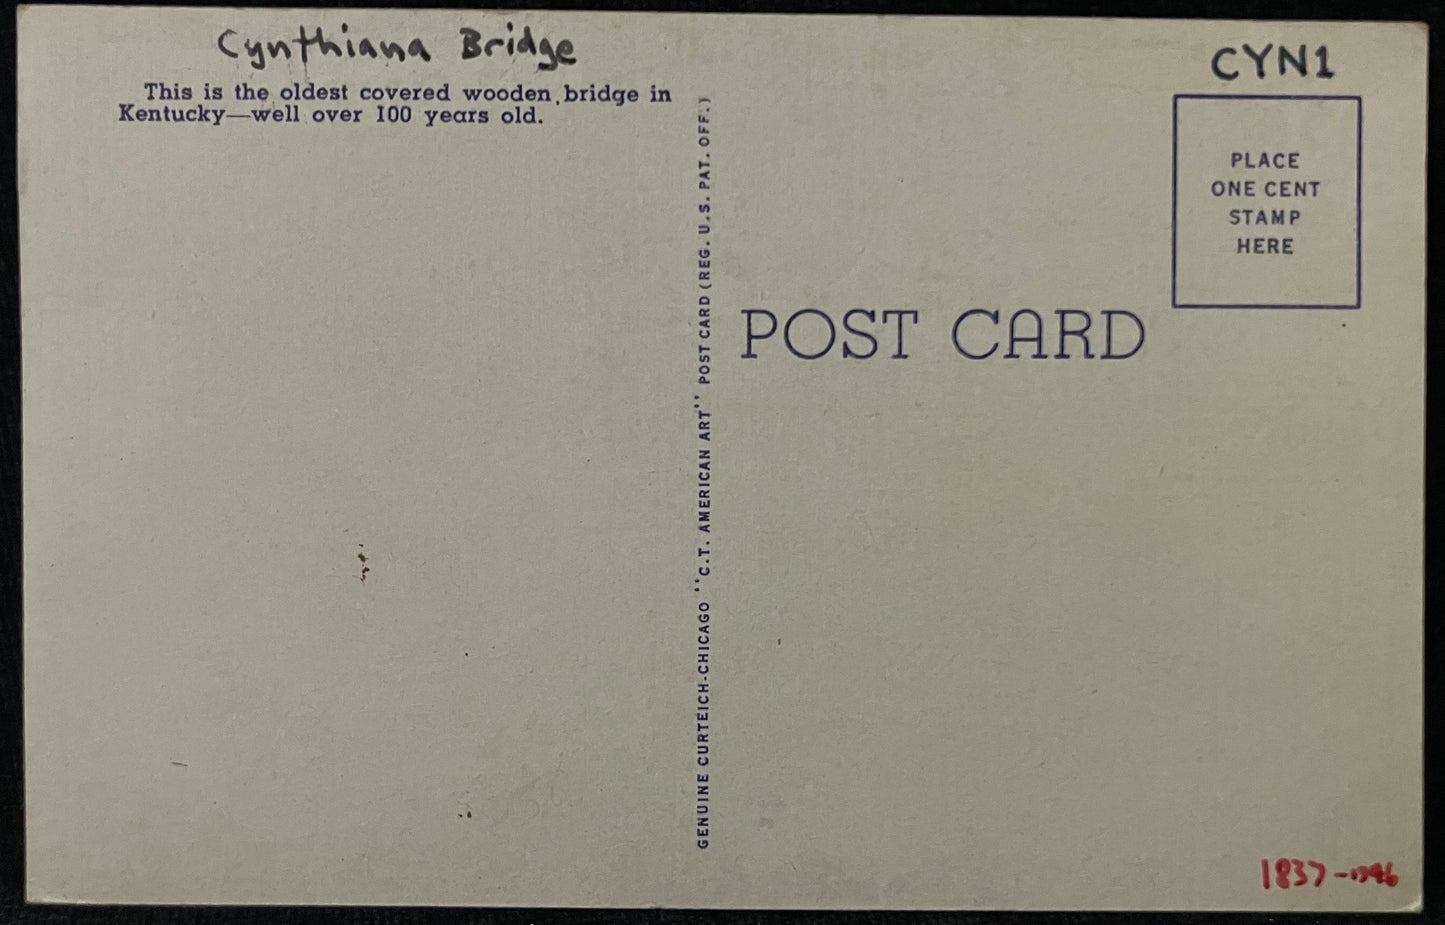 Cynthiana Bridge
This is the oldest covered wooden bridge in
Kentucky—well over 100 years old.
GENUINE CURTEICH-CHICAGO "C.T. AMERICAN ART" POST CARD (REG. U.S. PAT. OFF.)
CYN1
PLACE
ONE CENT
STAMP
HERE
POST CARD
1837-1946